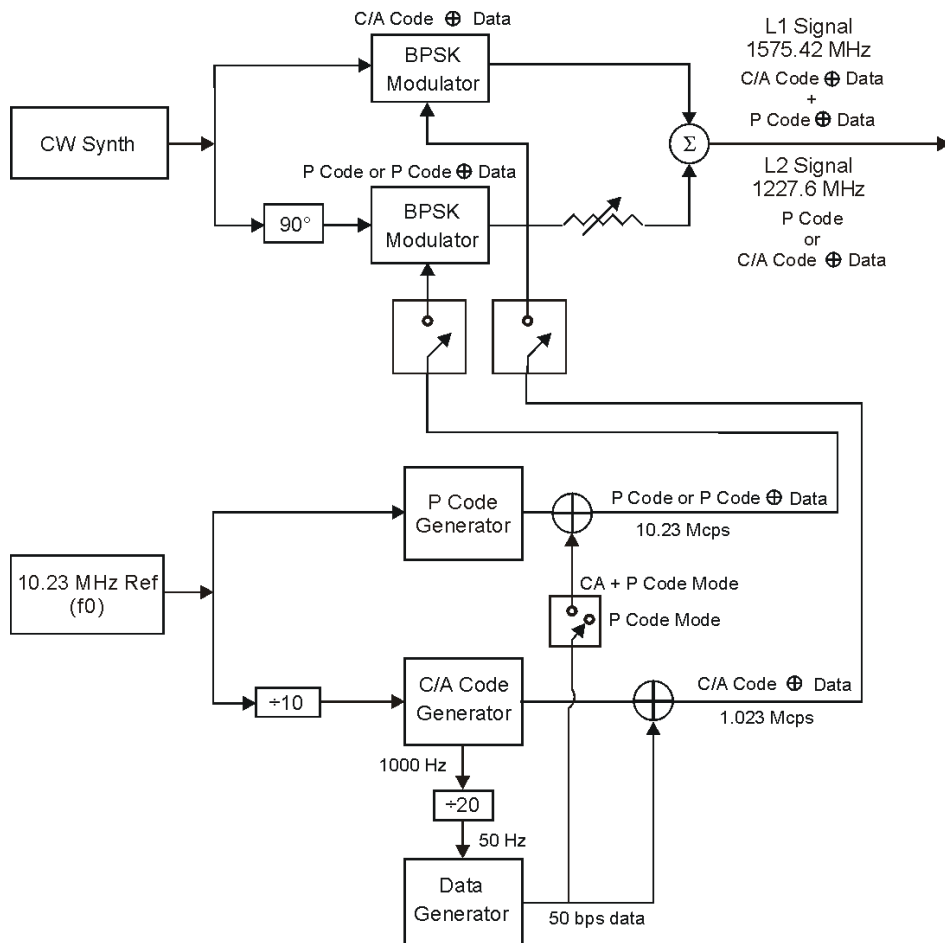 C/A Code ⊕ Data
BPSK
Modulator
L1 Signal
1575.42 MHz
C/A Code ⊕ Data
+
P Code ⊕ Data
CW Synth
Σ
P Code or P Code ⊕ Data
90°
BPSK
Modulator
L2 Signal
1227.6 MHz
P Code
or
C/A Code ⊕ Data
P Code
Generator
P Code or P Code ⊕ Data
10.23 Mcps
10.23 MHz Ref
(f0)
CA + P Code Mode
P Code Mode
÷10
C/A Code
Generator
C/A Code ⊕ Data
1.023 Mcps
1000 Hz
÷20
50 Hz
Data
Generator
50 bps data